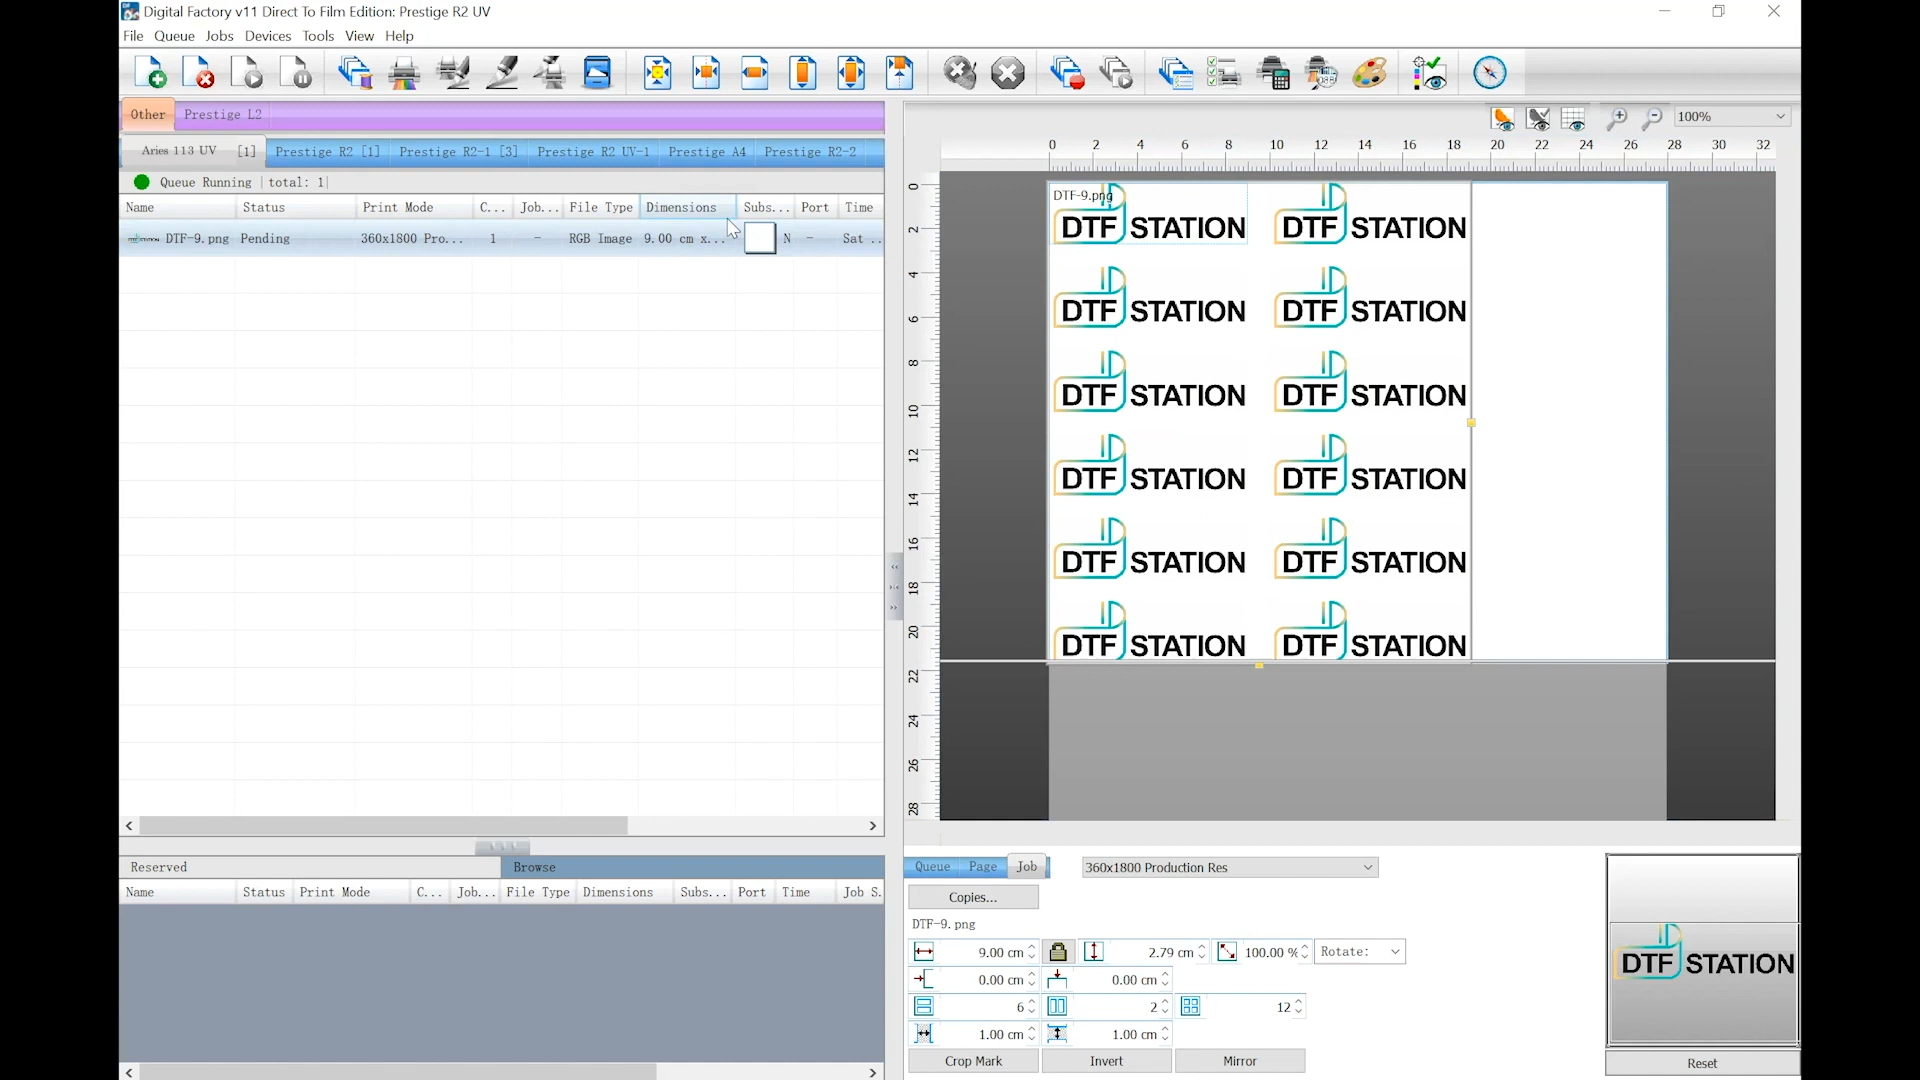 Digital Factory v11 Direct To Film Edition: Prestige R2 UV
File Queue Jobs Devices Tools View Help
Other Prestige L2
Aries 113 UV [1] Prestige R2 [1] Prestige R2-1 [3] Prestige R2 UV-1 Prestige A4 Prestige R2-2
Queue Running total: 1
Name Status Print Mode C... Job... File Type Dimensions Subs... Port Time
DTF-9.png Pending 360x1800 Pro... 1 - RGB Image 9.00 cm x... N - Sat ..
100%
0 2 4 6 8 10 12 14 16 18 20 22 24 26 28 30 32
0 2 4 6 8 10 12 14 16 18 20 22 24 26 28
DTF-9.png
DTF STATION DTF STATION
DTF STATION DTF STATION
DTF STATION DTF STATION
DTF STATION DTF STATION
DTF STATION DTF STATION
DTF STATION DTF STATION
Reserved Browse
Name Status Print Mode C... Job... File Type Dimensions Subs... Port Time Job S.
Queue Page Job 360x1800 Production Res
Copies...
DTF-9.png
9.00 cm 2.79 cm 100.00 % Rotate:
0.00 cm 0.00 cm
6 2 12
1.00 cm 1.00 cm
Crop Mark Invert Mirror
DTF STATION
Reset